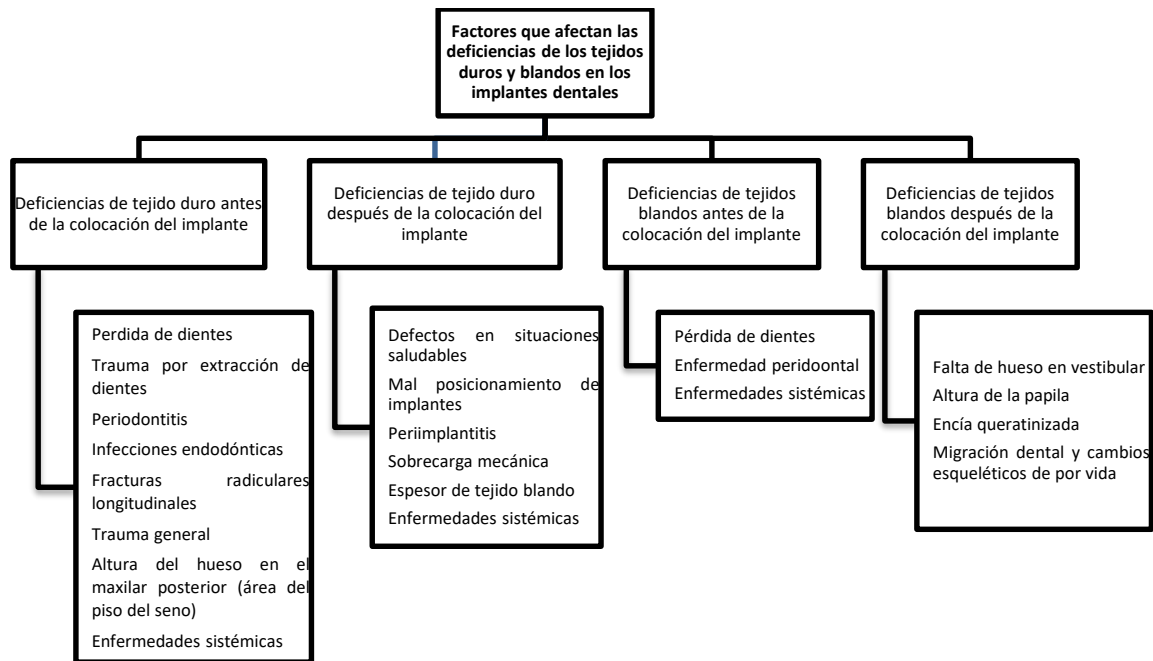 Factores que afectan las
deficiencias de los tejidos
duros y blandos en los
implantes dentales
Deficiencias de tejido duro antes
de la colocación del implante
Deficiencias de tejido duro
después de la colocación del
implante
Deficiencias de tejidos
blandos antes de la
colocación del implante
Deficiencias de tejidos
blandos después de la
colocación del implante
Perdida de dientes
Trauma por extracción de
dientes
Periodontitis
Infecciones endodónticas
Fracturas radiculares
longitudinales
Trauma general
Altura del hueso en el
maxilar posterior (área del
piso del seno)
Enfermedades sistémicas
Defectos en situaciones
saludables
Mal posicionamiento de
implantes
Periimplantitis
Sobrecarga mecánica
Espesor de tejido blando
Enfermedades sistémicas
Pérdida de dientes
Enfermedad peridoontal
Enfermedades sistémicas
Falta de hueso en vestibular
Altura de la papila
Encía queratinizada
Migración dental y cambios
esqueléticos de por vida